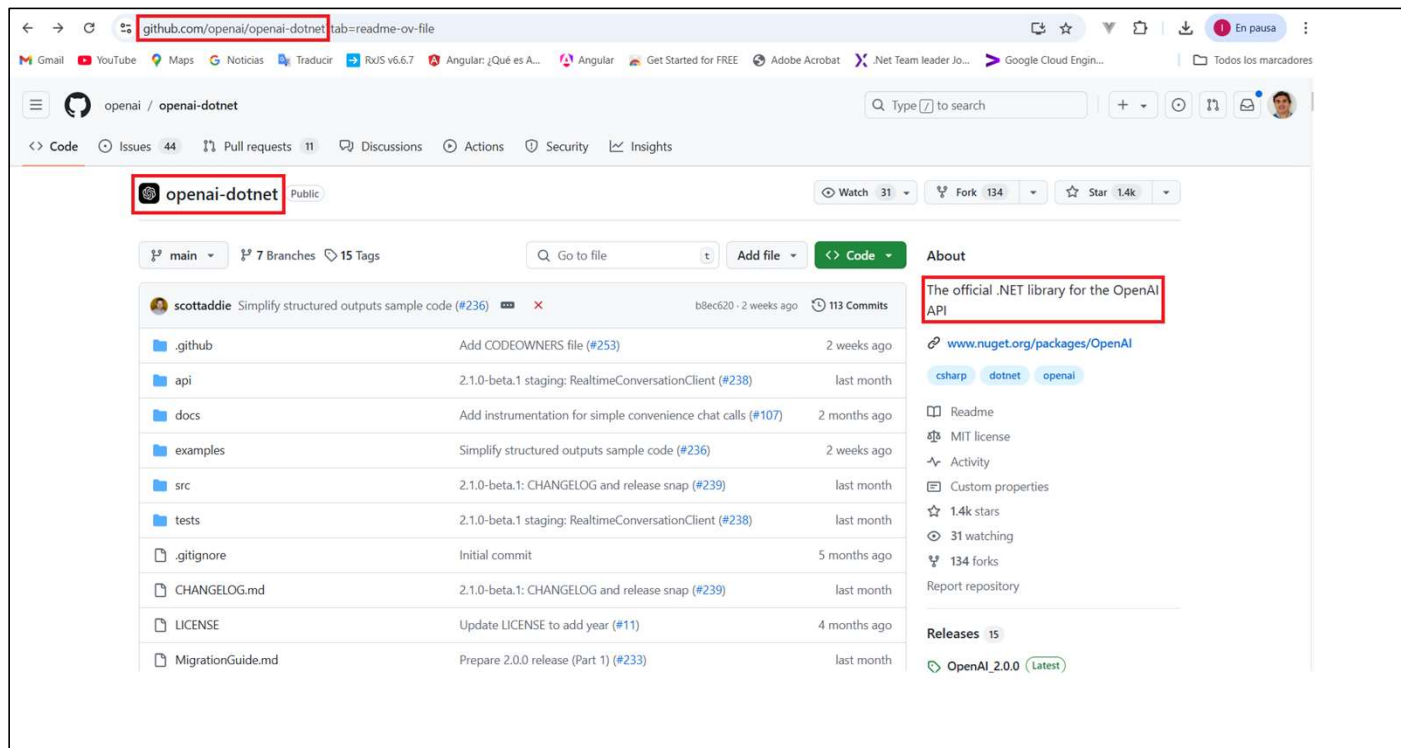 github.com/openai/openai-dotnet?tab=readme-ov-file
En pausa
Gmail YouTube Maps Noticias Traducir RxJS v6.6.7 Angular: ¿Qué es A... Angular Get Started for FREE Adobe Acrobat .Net Team leader Jo... Google Cloud Engin... Todos los marcadores
openai / openai-dotnet
Type / to search
Code Issues 44 Pull requests 11 Discussions Actions Security Insights
openai-dotnet Public
Watch 31 Fork 134 Star 1.4k
main 7 Branches 15 Tags Go to file t Add file Code
scottaddie Simplify structured outputs sample code (#236) b8ec620 · 2 weeks ago 113 Commits
.github Add CODEOWNERS file (#253) 2 weeks ago
api 2.1.0-beta.1 staging: RealtimeConversationClient (#238) last month
docs Add instrumentation for simple convenience chat calls (#107) 2 months ago
examples Simplify structured outputs sample code (#236) 2 weeks ago
src 2.1.0-beta.1: CHANGELOG and release snap (#239) last month
tests 2.1.0-beta.1 staging: RealtimeConversationClient (#238) last month
.gitignore Initial commit 5 months ago
CHANGELOG.md 2.1.0-beta.1: CHANGELOG and release snap (#239) last month
LICENSE Update LICENSE to add year (#11) 4 months ago
MigrationGuide.md Prepare 2.0.0 release (Part 1) (#233) last month
About
The official .NET library for the OpenAI
API
www.nuget.org/packages/OpenAI
csharp dotnet openai
Readme
MIT license
Activity
Custom properties
1.4k stars
31 watching
134 forks
Report repository
Releases 15
OpenAI_2.0.0 Latest